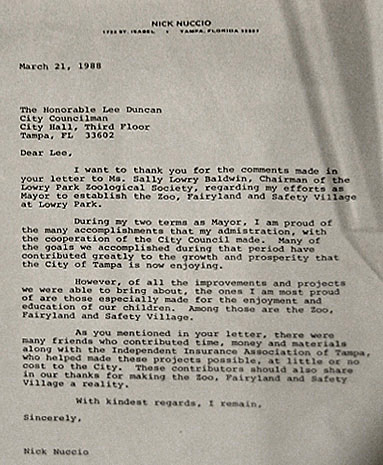 NICK NUCCIO
TAMPA, FLORIDA
March 21, 1988
The Honorable Lee Duncan
City Councilman
City Hall, Third Floor
Tampa, FL 33602
Dear Lee,
I want to thank you for the comments made in
your letter to Ms. Sally Lowry Baldwin, Chairman of the
Lowry Park Zoological Society, regarding my efforts as
Mayor to establish the Zoo, Fairyland and Safety Village
at Lowry Park.
During my two terms as Mayor, I am proud of
the many accomplishments that my admistration, with
the cooperation of the City Council made. Many of
the goals we accomplished during that period have
contributed greatly to the growth and prosperity that
the City of Tampa is now enjoying.
However, of all the improvements and projects
we were able to bring about, the ones I am most proud
of are those especially made for the enjoyment and
education of our children. Among those are the Zoo,
Fairyland and Safety Village.
As you mentioned in your letter, there were
many friends who contributed time, money and materials
along with the Independent Insurance Association of Tampa,
who helped made these projects possible, at little or no
cost to the City. These contributors should also share
in our thanks for making the Zoo, Fairyland and Safety
Village a reality.
With kindest regards, I remain,
Sincerely,
Nick Nuccio